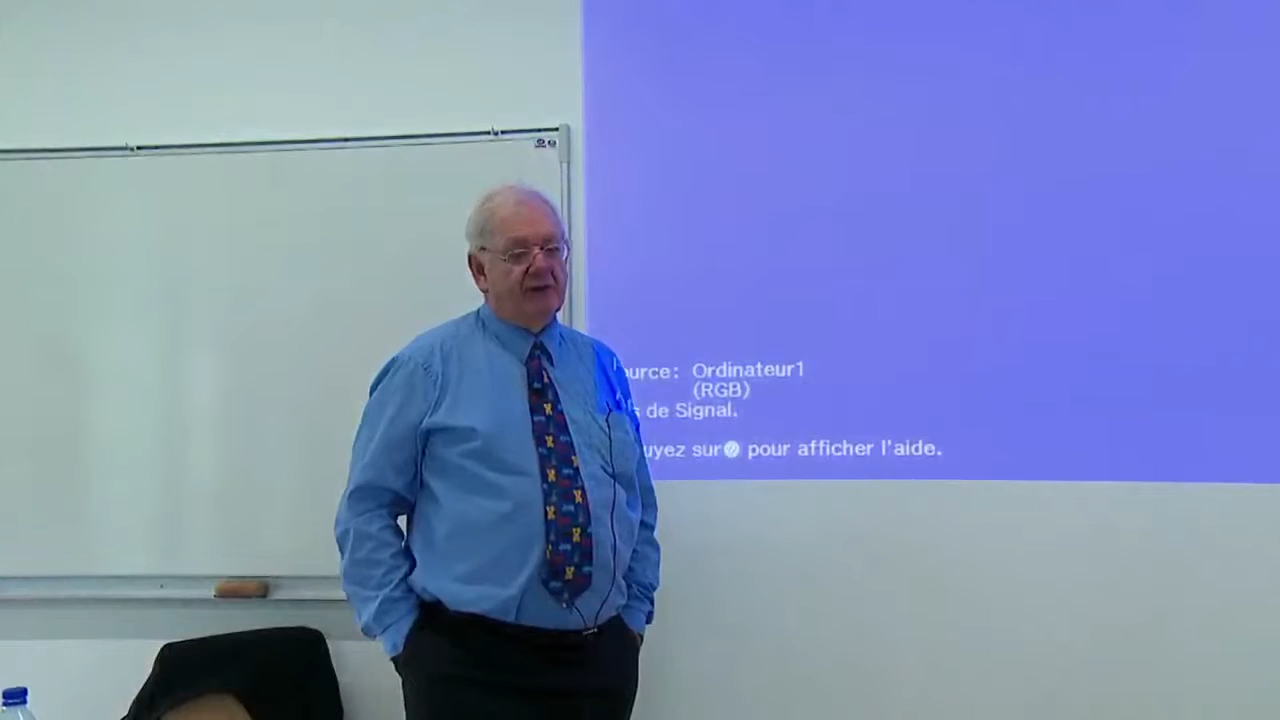 ource: Ordinateur1
(RGB)
s de Signal.
uyez sur pour afficher l'aide.